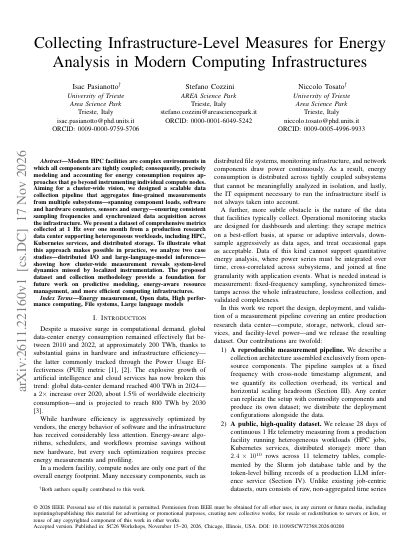 Collecting Infrastructure-Level Measures for Energy
Analysis in Modern Computing Infrastructures
Isac Pasianotto†
University of Trieste
Area Science Park
Trieste, Italy
isac.pasianotto@phd.units.it
ORCID: 0009-0000-9759-5706
Stefano Cozzini
AREA Science Park
Trieste, Italy
stefano.cozzini@areasciencepark.it
ORCID: 0000-0001-6049-5242
Niccolo Tosato†
University of Trieste
Area Science Park
Trieste, Italy
niccolo.tosato@phd.units.it
ORCID: 0009-0005-4996-9933
arXiv:2611.22160v1 [cs.DC] 17 Nov 2026
Abstract—Modern HPC facilities are complex environments in
which all components are tightly coupled; consequently, precisely
modeling and accounting for energy consumption requires ap-
proaches that go beyond instrumenting individual compute nodes.
Aiming for a cluster-wide vision, we designed a scalable data
collection pipeline that aggregates fine-grained measurements
from multiple subsystems—spanning component loads, software
and hardware counters, sensors and energy—ensuring consistent
sampling frequencies and synchronized data acquisition across
the infrastructure. We present a dataset of comprehensive metrics
collected at 1 Hz over one month from a production research
data center supporting heterogeneous workloads, including HPC,
Kubernetes services, and distributed storage. To illustrate what
this approach makes possible in practice, we analyze two case
studies—distributed I/O and large-language-model inference—
showing how cluster-wide measurement reveals system-level
dynamics missed by localized instrumentation. The proposed
dataset and collection methodology provide a foundation for
future work on predictive modeling, energy-aware resource
management, and more efficient computing infrastructures.
Index Terms—Energy measurement, Open data, High perfor-
mance computing, File systems, Large language models
I. INTRODUCTION
Despite a massive surge in computational demand, global
data-center energy consumption remained effectively flat be-
tween 2010 and 2022, at approximately 200 TWh, thanks
to substantial gains in hardware and infrastructure efficiency—
the latter commonly tracked through the Power Usage
Effectiveness (PUE) metric [1], [2]. The explosive growth of
artificial intelligence and cloud services has now broken this
trend: global data-center demand reached 400 TWh in 2024—
a 2× increase over 2020, about 1.5% of worldwide electricity
consumption—and is projected to reach 800 TWh by 2030
[3].
While hardware efficiency is aggressively optimized by
vendors, the energy behavior of software and the infrastructure
has received considerably less attention. Energy-aware algo-
rithms, schedulers, and workflows promise savings without
new hardware, but every such optimization requires precise
energy measurements and profiling.
In a modern facility, compute nodes are only one part of the
overall energy footprint. Many necessary components, such as
†Both authors equally contributed to this work.
distributed file systems, monitoring infrastructure, and network
components draw power continuously. As a result, energy
consumption is distributed across tightly coupled subsystems
that cannot be meaningfully analyzed in isolation, and lastly,
the IT equipment necessary to run the infrastructure itself is
not always taken into account.
A further, more subtle obstacle is the nature of the data
that facilities typically collect. Operational monitoring stacks
are designed for dashboards and alerting: they scrape metrics
on a best-effort basis, at sparse or adaptive intervals, down-
sample aggressively as data ages, and treat occasional gaps
as acceptable. Data of this kind cannot support quantitative
energy analysis, where power series must be integrated over
time, cross-correlated across subsystems, and joined at fine
granularity with application events. What is needed instead is
measurement: fixed-frequency sampling, synchronized times-
tamps across the whole infrastructure, lossless collection, and
validated completeness.
In this work we report the design, deployment, and valida-
tion of a measurement pipeline covering an entire production
research data center—compute, storage, network, cloud ser-
vices, and facility-level power—and we release the resulting
dataset. Our contributions are twofold:
1) A reproducible measurement pipeline. We describe a
collection architecture assembled exclusively from open-
source components. The pipeline samples at a fixed
frequency with cross-node timestamp alignment, and
we quantify its collection overhead, its vertical and
horizontal scaling headroom (Section III). Any center
can replicate the setup with commodity components and
produce its own dataset; we distribute the deployment
configurations alongside the data.
2) A public, high-quality dataset. We release 28 days of
continuous 1 Hz telemetry measurement from a facility
running heterogeneous workloads (HPC jobs,
Kubernetes services, distributed storage): more than
2.4 × 10¹⁰ rows across 11 telemetry tables, comple-
mented by the Slurm job database table and by the
token-level billing records of a production LLM infer-
ence service (Section IV). Unlike existing job-centric
datasets, ours consists of raw, non-aggregated time series
© 2026 IEEE. Personal use of this material is permitted. Permission from IEEE must be obtained for all other uses, in any current or future media, including
reprinting/republishing this material for advertising or promotional purposes, creating new collective works, for resale or redistribution to servers or lists, or
reuse of any copyrighted component of this work in other works
Accepted version. Published in: SC26 Workshops, November 15–20, 2026, Chicago, Illinois, USA.